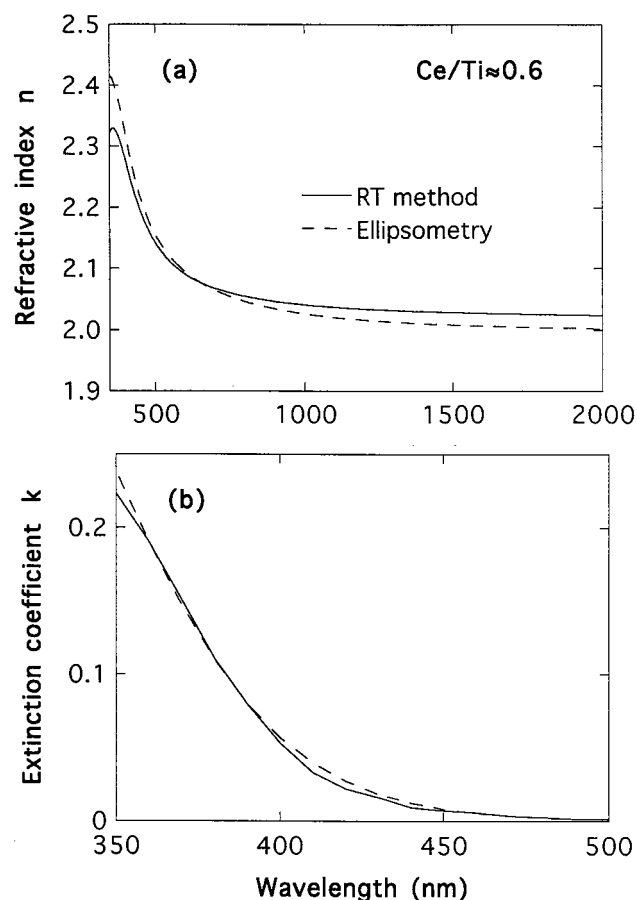 2.5
(a)
Ce/Ti≈0.6
2.4
2.3
2.2
2.1
2.0
1.9
Refractive index n
RT method
Ellipsometry
500
1000
1500
2000
(b)
0.2
0.1
0
Extinction coefficient k
350
400
450
500
Wavelength (nm)